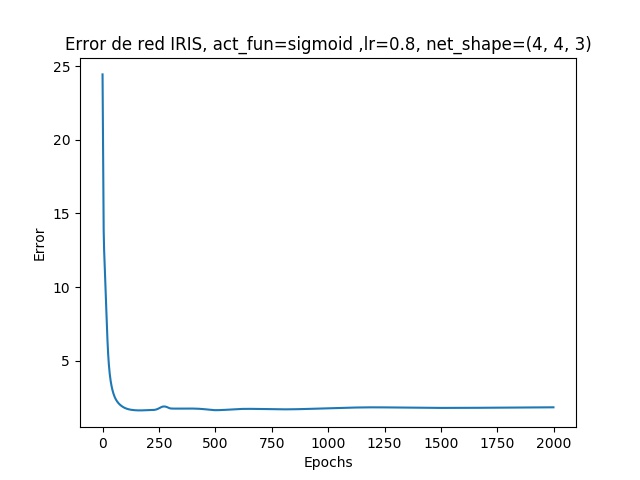 Error de red IRIS, act_fun=sigmoid ,lr=0.8, net_shape=(4, 4, 3)
25
20
15
10
5
Error
0 250 500 750 1000 1250 1500 1750 2000
Epochs